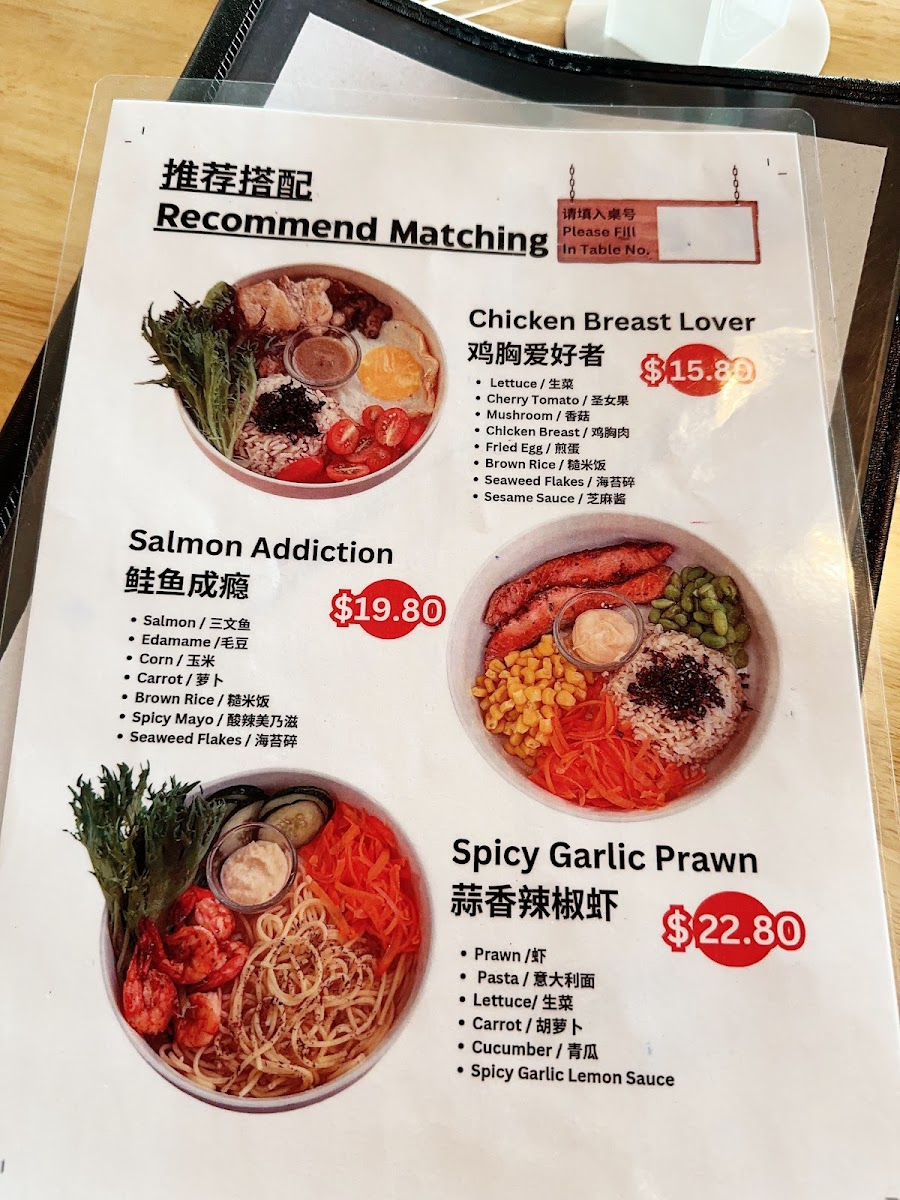 推荐搭配
Recommend Matching
请填入桌号
Please Fill
In Table No.
Chicken Breast Lover
鸡胸爱好者
$15.80
• Lettuce / 生菜
• Cherry Tomato / 圣女果
• Mushroom / 香菇
• Chicken Breast / 鸡胸肉
• Fried Egg / 煎蛋
• Brown Rice / 糙米饭
• Seaweed Flakes / 海苔碎
• Sesame Sauce / 芝麻酱
Salmon Addiction
鲑鱼成瘾
$19.80
• Salmon / 三文鱼
• Edamame /毛豆
• Corn / 玉米
• Carrot / 萝卜
• Brown Rice / 糙米饭
• Spicy Mayo / 酸辣美乃滋
• Seaweed Flakes / 海苔碎
Spicy Garlic Prawn
蒜香辣椒虾
$22.80
• Prawn /虾
• Pasta / 意大利面
• Lettuce/ 生菜
• Carrot / 胡萝卜
• Cucumber / 青瓜
• Spicy Garlic Lemon Sauce